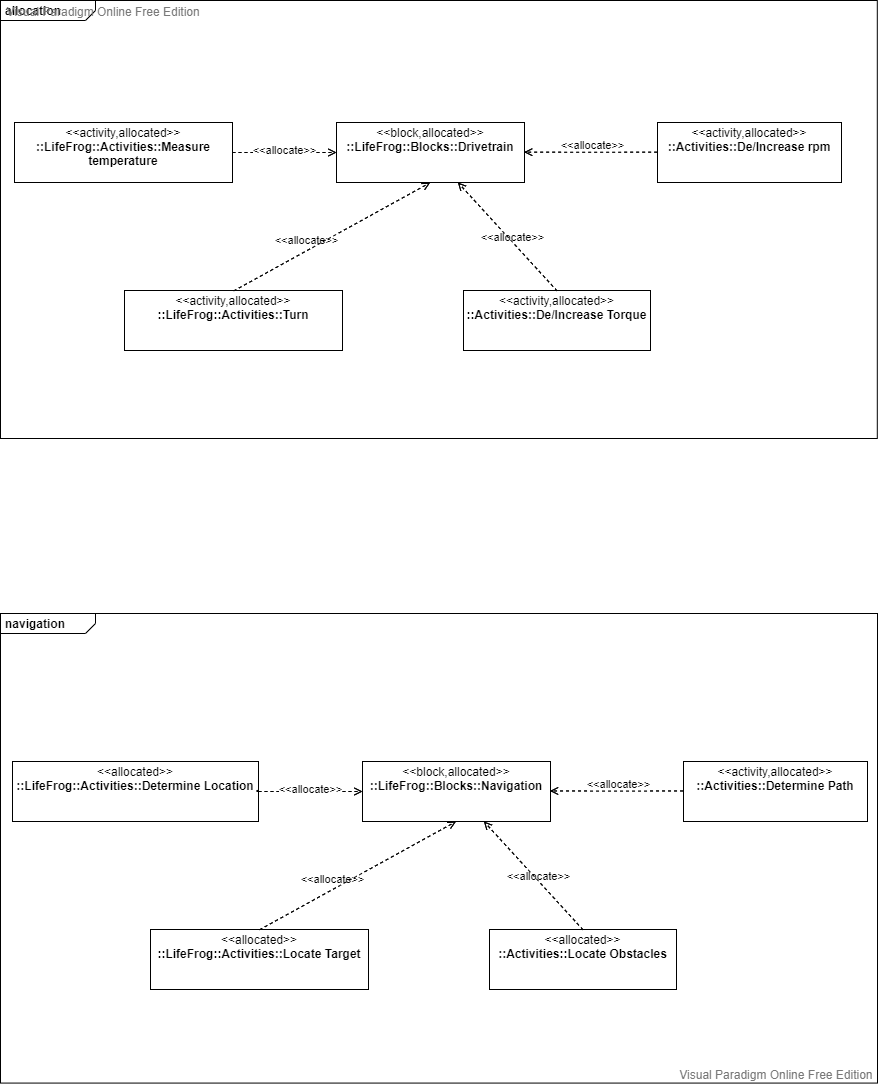 allocation
Visual Paradigm Online Free Edition
<<activity,allocated>>
::LifeFrog::Activities::Measure
temperature
<<allocate>>
<<block,allocated>>
::LifeFrog::Blocks::Drivetrain
<<allocate>>
<<activity,allocated>>
::Activities::De/Increase rpm
<<allocate>>
<<allocate>>
<<activity,allocated>>
::LifeFrog::Activities::Turn
<<activity,allocated>>
::Activities::De/Increase Torque
navigation
<<allocated>>
::LifeFrog::Activities::Determine Location
<<allocate>>
<<block,allocated>>
::LifeFrog::Blocks::Navigation
<<allocate>>
<<activity,allocated>>
::Activities::Determine Path
<<allocate>>
<<allocate>>
<<allocated>>
::LifeFrog::Activities::Locate Target
<<allocated>>
::Activities::Locate Obstacles
Visual Paradigm Online Free Edition